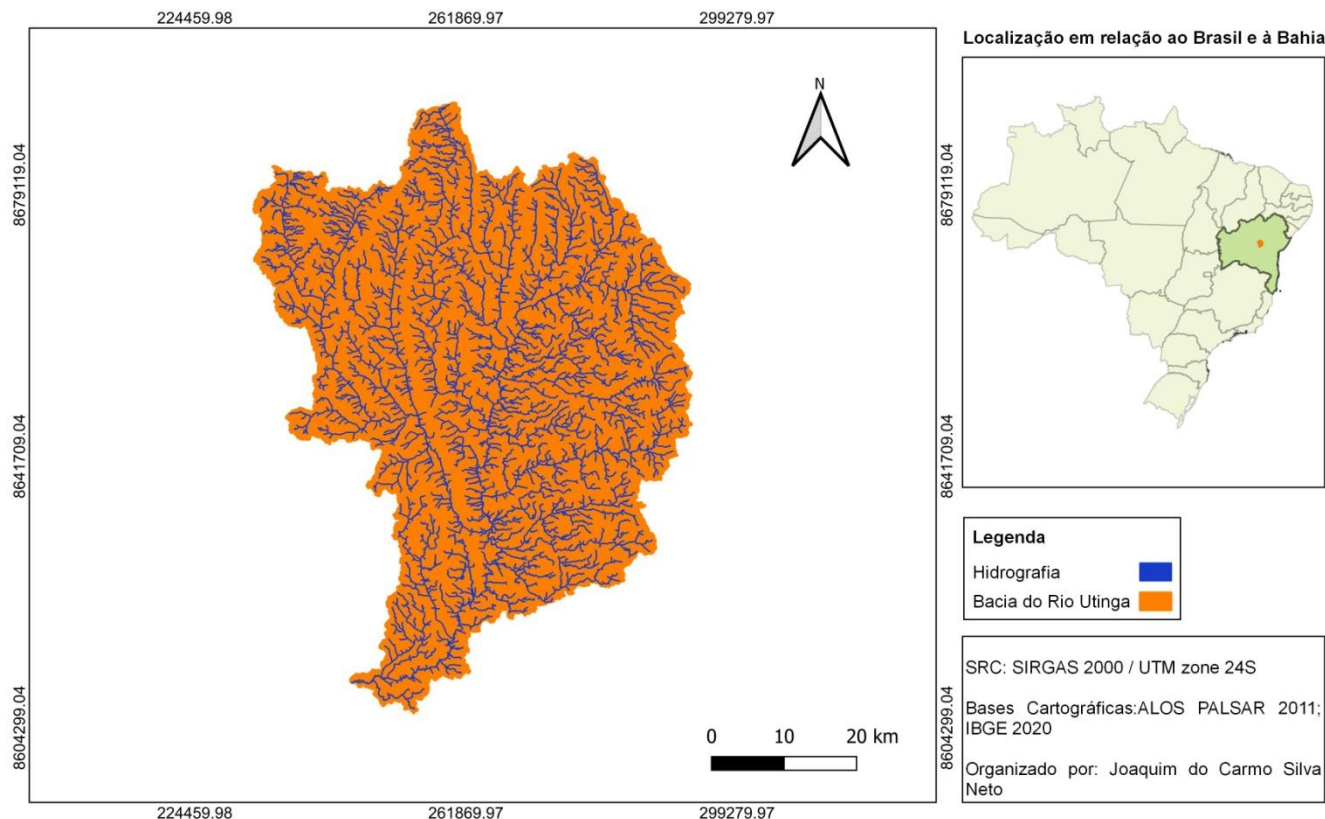 224459.98
261869.97
299279.97
8679119.04
8641709.04
8604299.04
N
0 10 20 km
224459.98
261869.97
299279.97
Localização em relação ao Brasil e à Bahia
8679119.04
8641709.04
8604299.04
Legenda
Hidrografia
Bacia do Rio Utinga
SRC: SIRGAS 2000 / UTM zone 24S
Bases Cartográficas:ALOS PALSAR 2011;
IBGE 2020
Organizado por: Joaquim do Carmo Silva
Neto